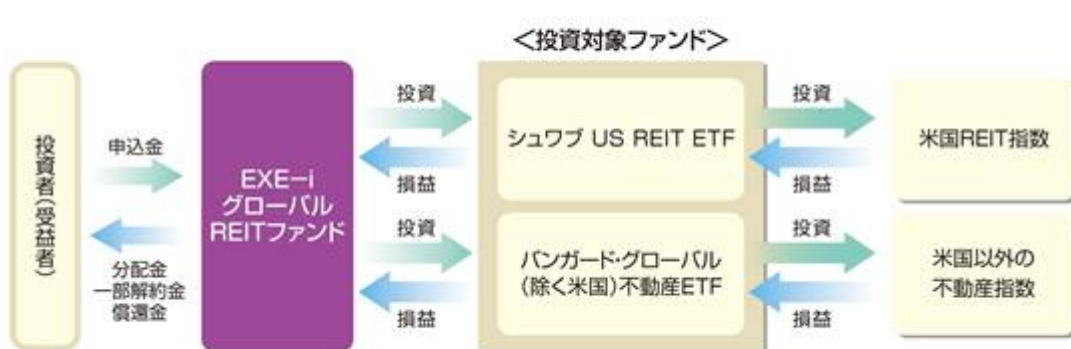 ＜投資対象ファンド＞
投資者（受益者）
申込金
分配金
一部解約金
償還金
EXE－i
グローバル
REITファンド
投資
損益
投資
損益
シュワブ US REIT ETF
バンガード・グローバル
（除く米国）不動産ETF
投資
損益
投資
損益
米国REIT指数
米国以外の
不動産指数